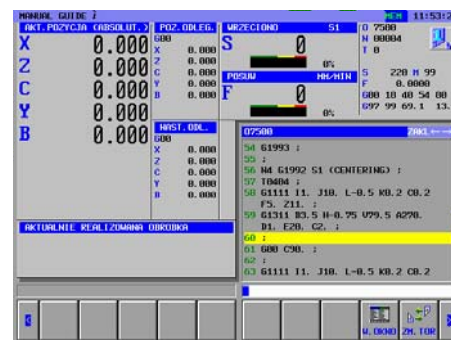 MANUAL GUIDE i
MEM 11:53:2
AKT.POZYCJA (ABSOLUT.)
X 0.000
Z 0.000
C 0.000
Y 0.000
B 0.000
POZ.ODLEG.
G00
X 0.000
Z 0.000
C 0.000
Y 0.000
B 0.000
NAST.ODL.
G00
X 0.000
Z 0.000
C 0.000
Y 0.000
B 0.000
WRZECIONO S1
S 0
0%
POSUW MM/MIN
F 0
0%
O 7500
N 00004
T 0
S 220 M 99
F 0.0000
G00 18 40 54 80
G97 99 69.1 13.
AKTUALNIE REALIZOWANA OBROBKA
O7500 ZAKL.
54 G1993 ;
55 ;
56 N4 G1992 S1 (CENTERING) ;
57 T0404 ;
58 G1111 I1. J10. L-0.5 K0.2 C0.2
F5. Z11. ;
59 G1311 B3.5 H-0.75 V79.5 A270.
D1. E20. C2. ;
60 ;
61 G00 C90. ;
62 ;
63 G1111 I1. J10. L-0.5 K0.2 C0.2
W.OKNO ZM.TOR